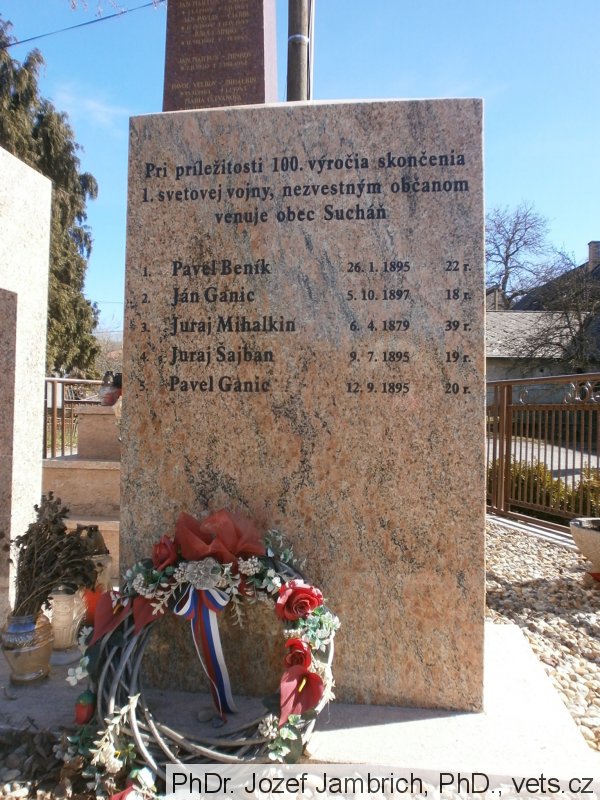 Pri príležitosti 100. výročia skončenia
1. svetovej vojny, nezvestným občanom
venuje obec Sucháň
1. Pavel Beník 26. 1. 1895 22 r.
2. Ján Ganic 5. 10. 1897 18 r.
3. Juraj Mihalkin 6. 4. 1879 39 r.
4. Juraj Šajban 9. 7. 1895 19 r.
5. Pavel Ganic 12. 9. 1895 20 r.
PhDr. Jozef Jambrich, PhD., vets.cz